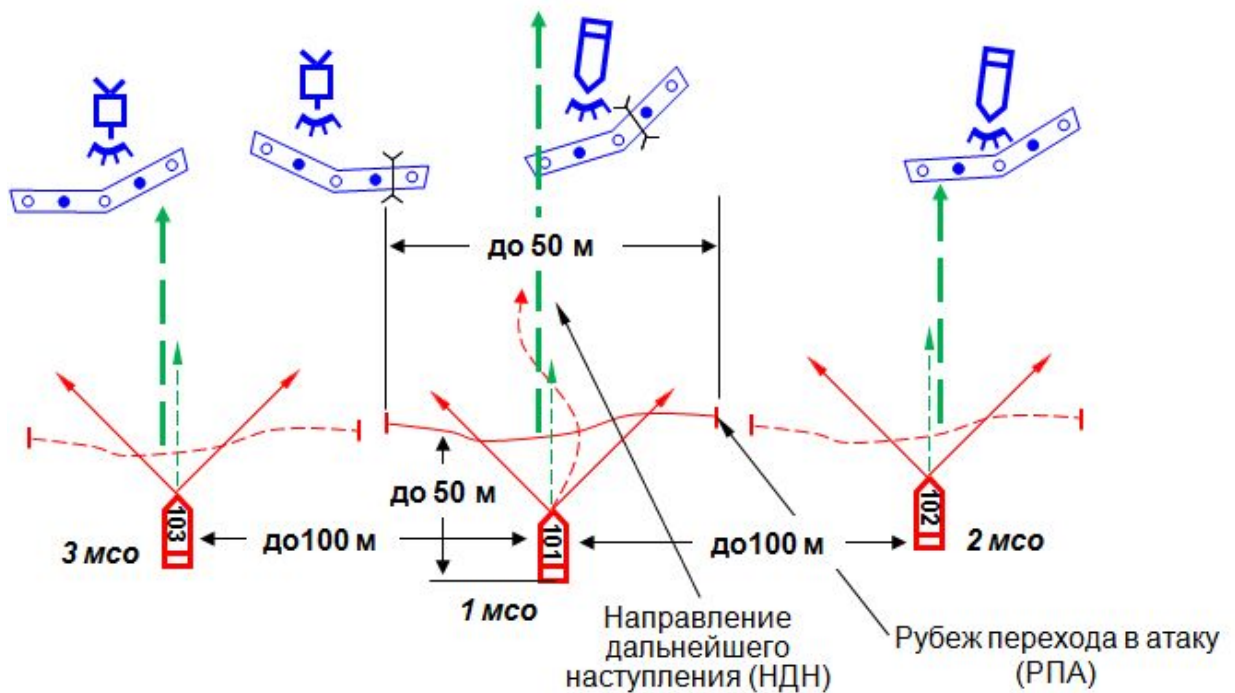 до 50 м
до 50 м
103
101
102
3 мсо
до100 м
до100 м
2 мсо
1 мсо
Направление
дальнейшего
наступления (НДН)
Рубеж перехода в атаку
(РПА)